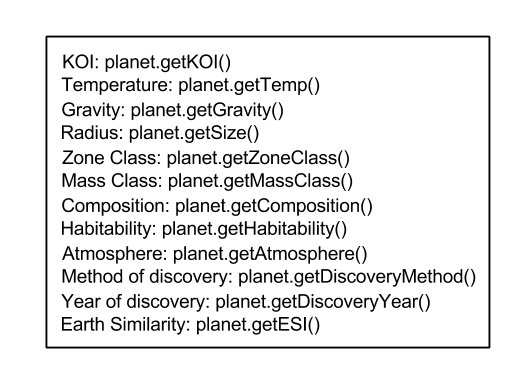 KOI: planet.getKOI()
Temperature: planet.getTemp()
Gravity: planet.getGravity()
Radius: planet.getSize()
Zone Class: planet.getZoneClass()
Mass Class: planet.getMassClass()
Composition: planet.getComposition()
Habitability: planet.getHabitability()
Atmosphere: planet.getAtmosphere()
Method of discovery: planet.getDiscoveryMethod()
Year of discovery: planet.getDiscoveryYear()
Earth Similarity: planet.getESI()